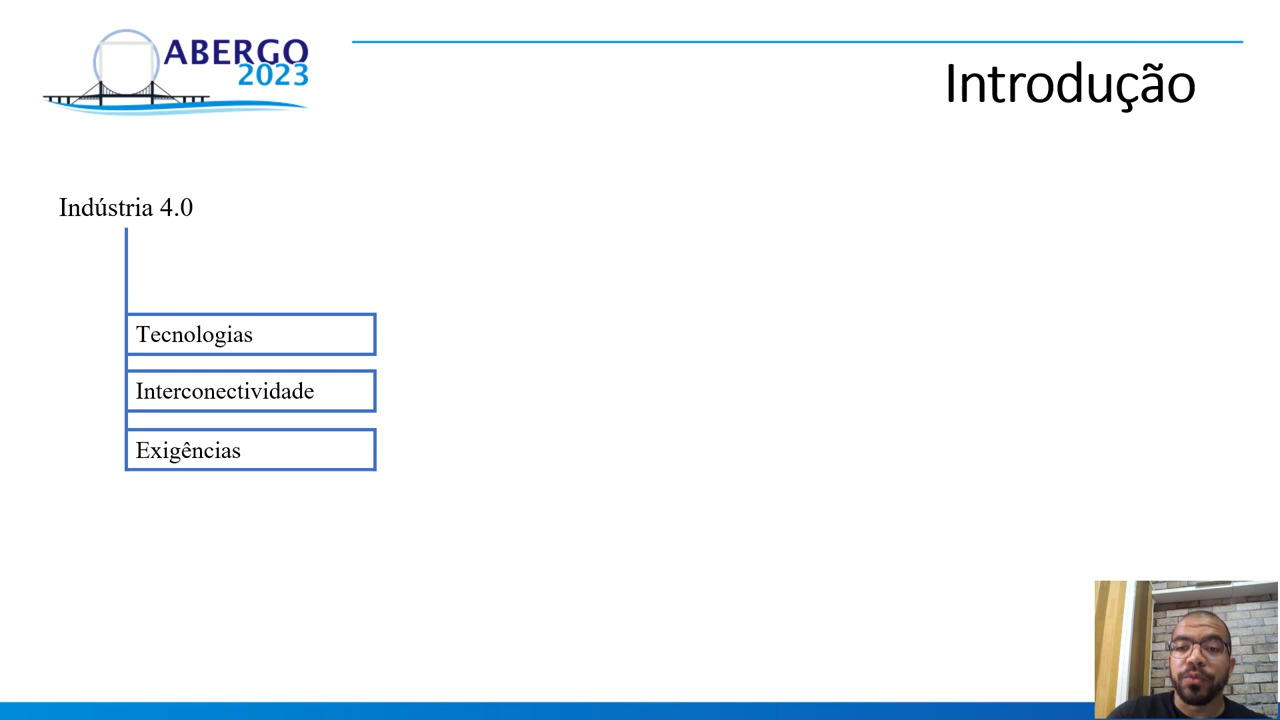 ABERGO
2023
Introdução
Indústria 4.0
Tecnologias
Interconectividade
Exigências